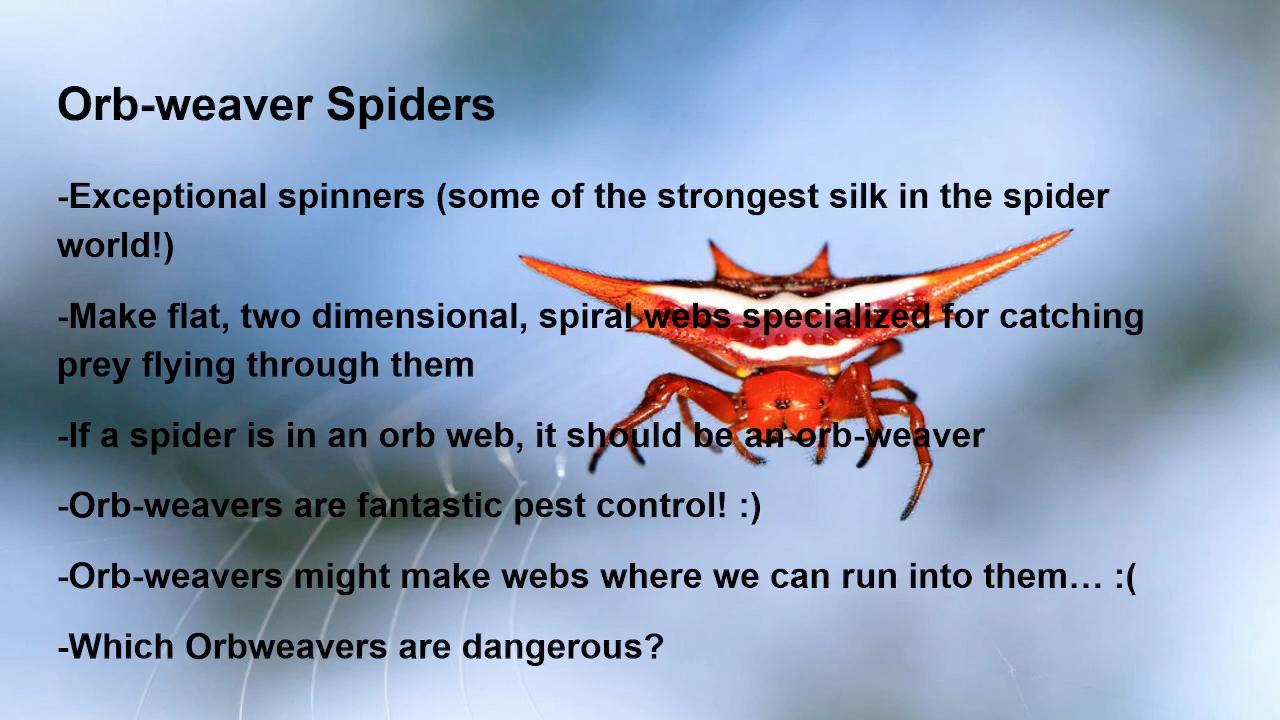 Orb-weaver Spiders
-Exceptional spinners (some of the strongest silk in the spider
world!)
-Make flat, two dimensional, spiral webs specialized for catching
prey flying through them
-If a spider is in an orb web, it should be an orb-weaver
-Orb-weavers are fantastic pest control! :)
-Orb-weavers might make webs where we can run into them… :(
-Which Orbweavers are dangerous?